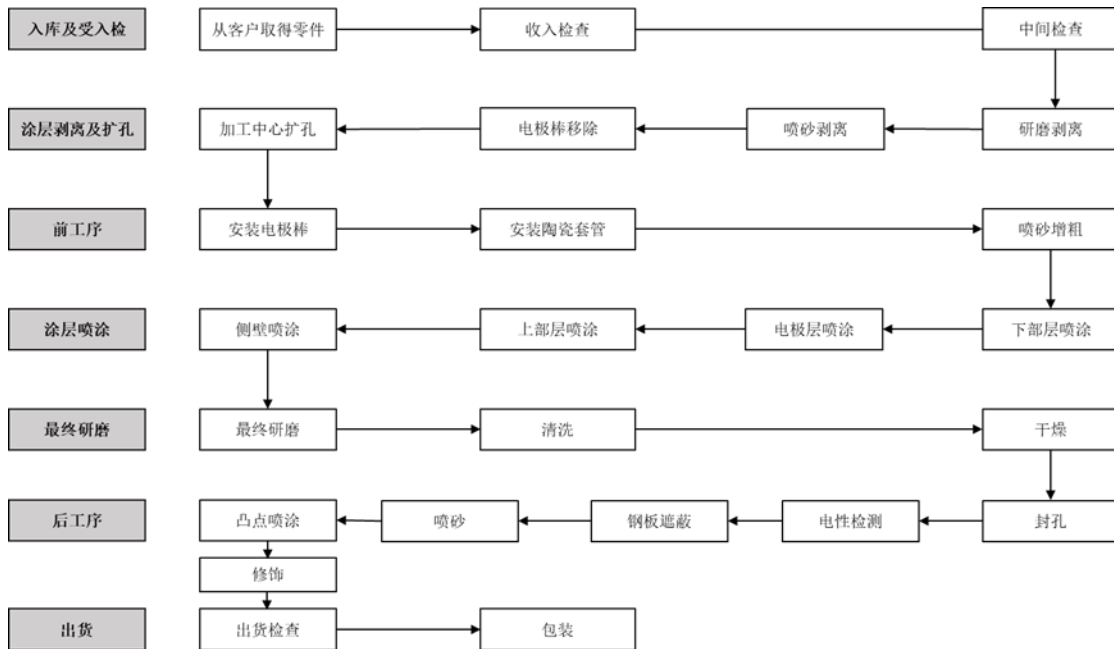 入库及受入检
从客户取得零件
收入检查
中间检查
涂层剥离及扩孔
加工中心扩孔
电极棒移除
喷砂剥离
研磨剥离
前工序
安装电极棒
安装陶瓷套管
喷砂增粗
涂层喷涂
侧壁喷涂
上部层喷涂
电极层喷涂
下部层喷涂
最终研磨
最终研磨
清洗
干燥
后工序
凸点喷涂
喷砂
钢板遮蔽
电性检测
封孔
修饰
出货
出货检查
包装